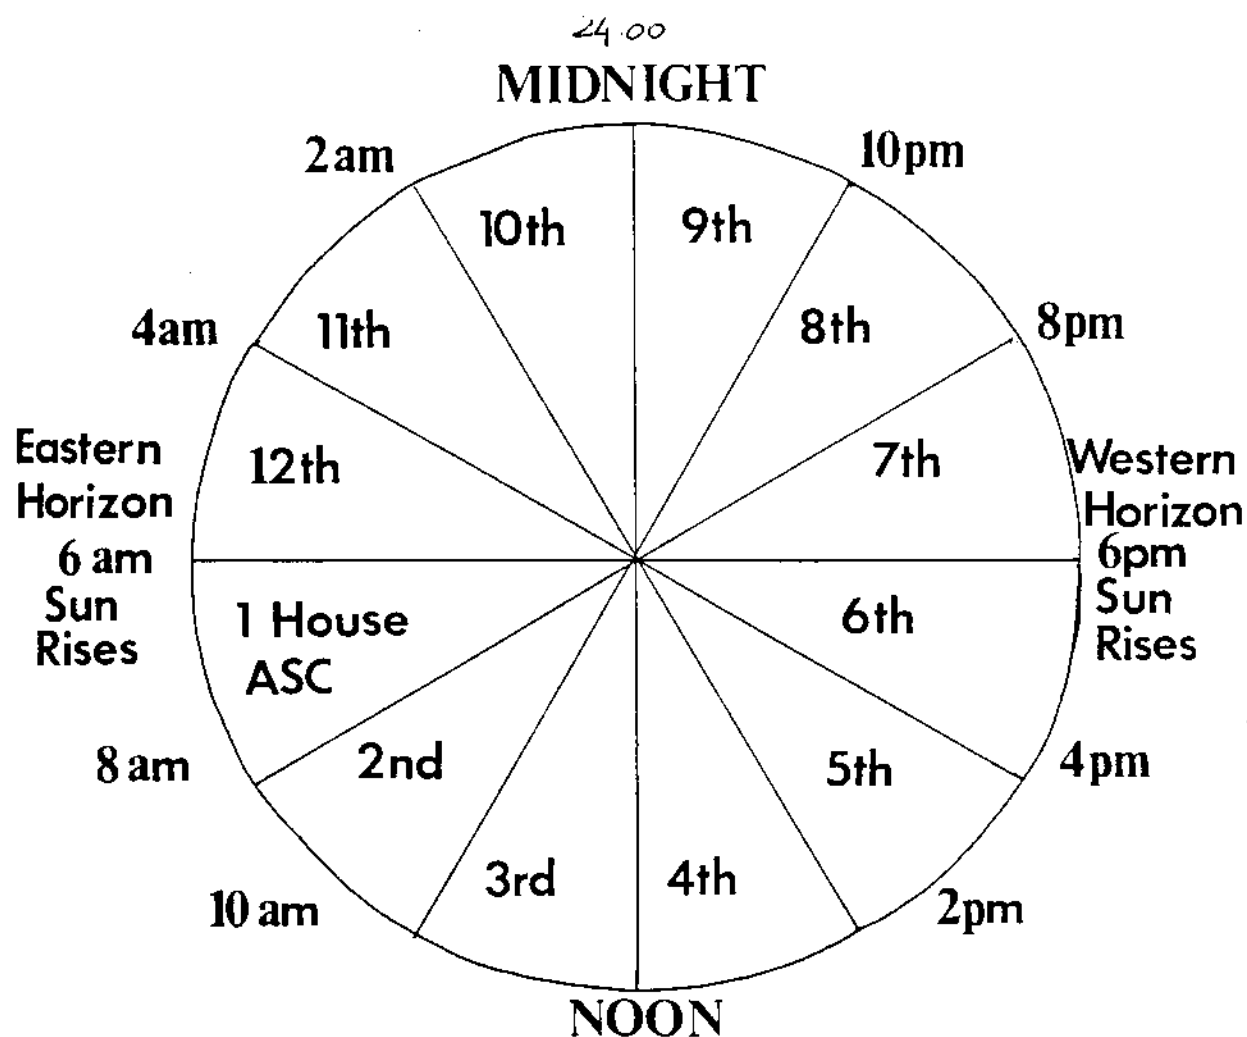 24.00
MIDNIGHT
2am
10pm
10th
9th
4am
11th
8th
8pm
Eastern
Horizon
6 am
Sun
Rises
12th
7th
Western
Horizon
6pm
Sun
Rises
1 House
ASC
6th
8 am
2nd
5th
4pm
10 am
3rd
4th
2pm
NOON